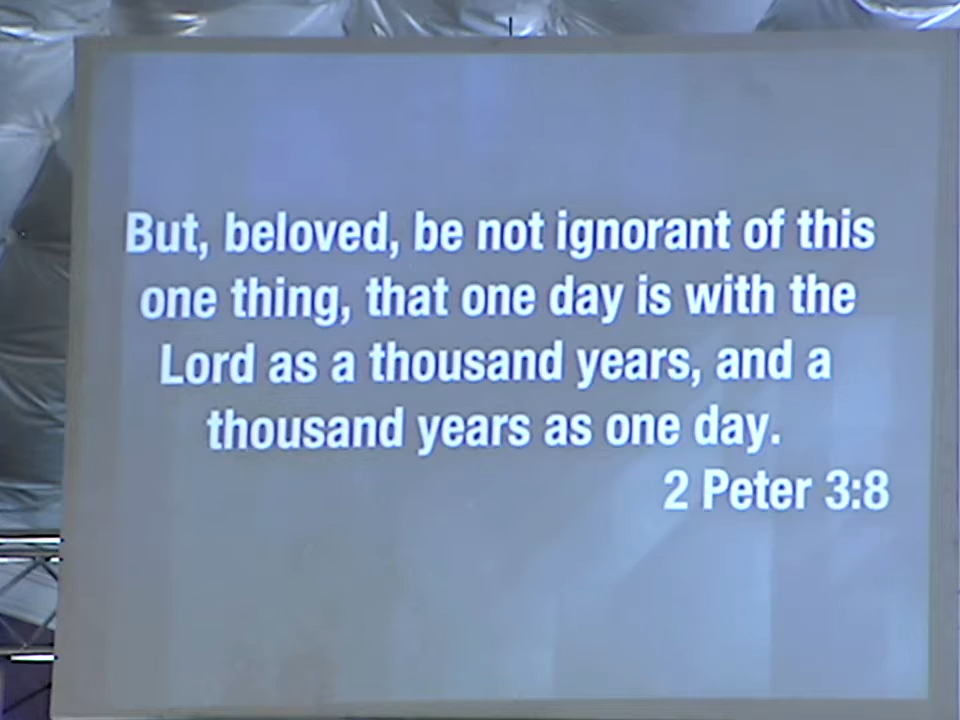 But, beloved, be not ignorant of this
one thing, that one day is with the
Lord as a thousand years, and a
thousand years as one day.
2 Peter 3:8